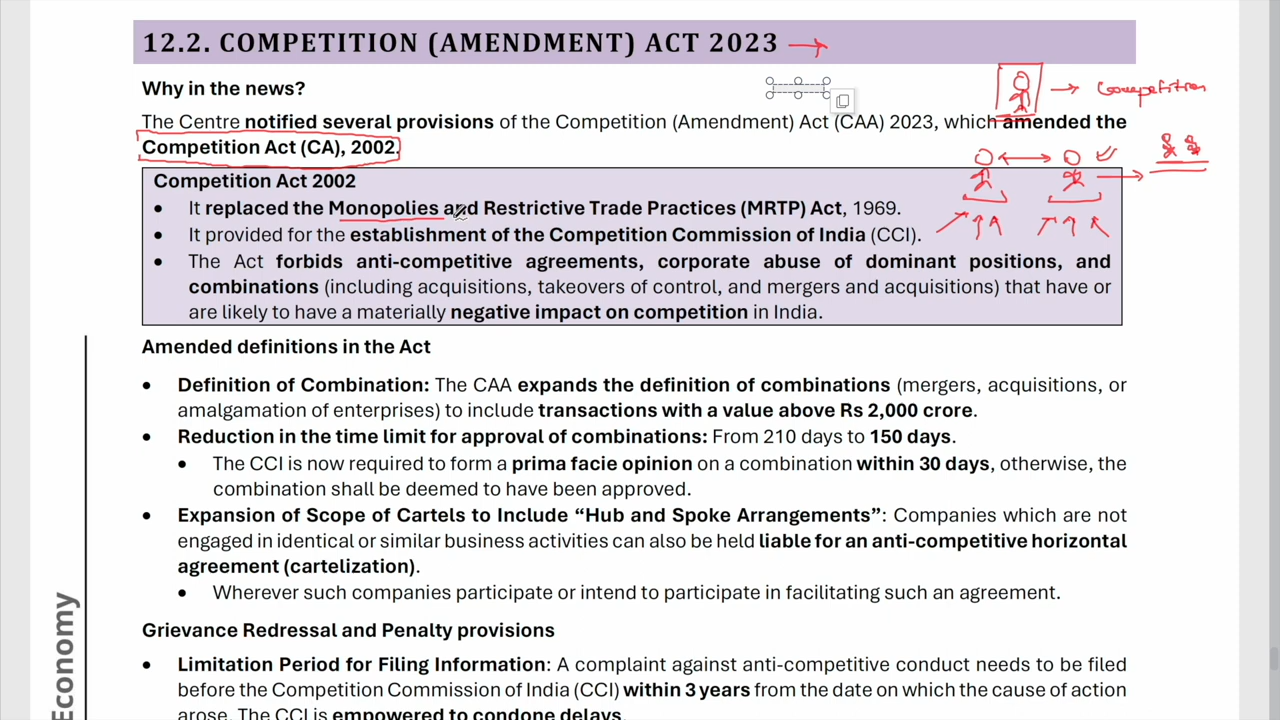 12.2. COMPETITION (AMENDMENT) ACT 2023
Why in the news?
Competition
The Centre notified several provisions of the Competition (Amendment) Act (CAA) 2023, which amended the
Competition Act (CA), 2002.
Competition Act 2002
• It replaced the Monopolies and Restrictive Trade Practices (MRTP) Act, 1969.
• It provided for the establishment of the Competition Commission of India (CCI).
• The Act forbids anti-competitive agreements, corporate abuse of dominant positions, and
combinations (including acquisitions, takeovers of control, and mergers and acquisitions) that have or
are likely to have a materially negative impact on competition in India.
Amended definitions in the Act
• Definition of Combination: The CAA expands the definition of combinations (mergers, acquisitions, or
amalgamation of enterprises) to include transactions with a value above Rs 2,000 crore.
• Reduction in the time limit for approval of combinations: From 210 days to 150 days.
• The CCI is now required to form a prima facie opinion on a combination within 30 days, otherwise, the
combination shall be deemed to have been approved.
• Expansion of Scope of Cartels to Include “Hub and Spoke Arrangements”: Companies which are not
engaged in identical or similar business activities can also be held liable for an anti-competitive horizontal
agreement (cartelization).
• Wherever such companies participate or intend to participate in facilitating such an agreement.
Grievance Redressal and Penalty provisions
• Limitation Period for Filing Information: A complaint against anti-competitive conduct needs to be filed
before the Competition Commission of India (CCI) within 3 years from the date on which the cause of action
arose. The CCI is empowered to condone delays.
Economy